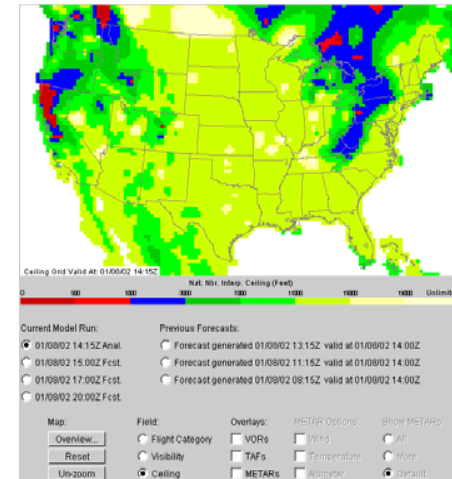 Ceiling Grid Valid At: 01/08/02 14:15Z
Nat. Nbr. Interp. Ceiling (Feet)
0 500 1000 3000 11000 15000 19000 Unlimite
Current Model Run: Previous Forecasts:
01/08/02 14:15Z Anal. Forecast generated 01/08/02 13:15Z valid at 01/08/02 14:00Z
01/08/02 15:00Z Fcst. Forecast generated 01/08/02 11:15Z valid at 01/08/02 14:00Z
01/08/02 17:00Z Fcst. Forecast generated 01/08/02 08:15Z valid at 01/08/02 14:00Z
01/08/02 20:00Z Fcst.
Map: Field: Overlays: METAR Options: Show METARs:
Overview... Flight Category VORs Wind All
Reset Visibility TAFs Temperature More
Un-zoom Ceiling METARs Altimeter Default